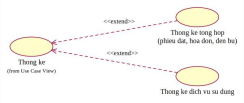 <<extend>>
Thong ke tong hop
(phieu dat, hoa don, den bu)
Thong ke
(from Use Case View)
<<extend>>
Thong ke dich vu su dung